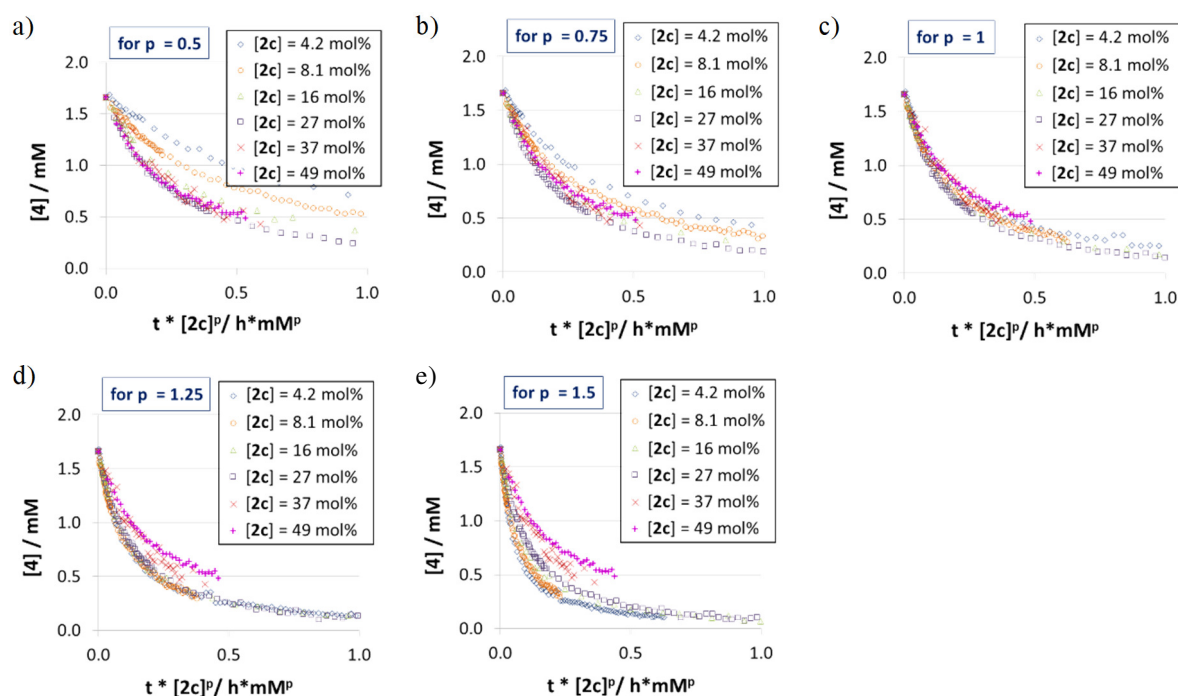 a)
for p = 0.5
[2c] = 4.2 mol%
[2c] = 8.1 mol%
[2c] = 16 mol%
[2c] = 27 mol%
[2c] = 37 mol%
[2c] = 49 mol%
[4] / mM
2.0
1.5
1.0
0.5
0.0
0.0 0.5 1.0
t * [2c]ᵖ/ h*mMᵖ
b)
for p = 0.75
[2c] = 4.2 mol%
[2c] = 8.1 mol%
[2c] = 16 mol%
[2c] = 27 mol%
[2c] = 37 mol%
[2c] = 49 mol%
[4] / mM
2.0
1.5
1.0
0.5
0.0
0.0 0.5 1.0
t * [2c]ᵖ/ h*mMᵖ
c)
for p = 1
[2c] = 4.2 mol%
[2c] = 8.1 mol%
[2c] = 16 mol%
[2c] = 27 mol%
[2c] = 37 mol%
[2c] = 49 mol%
[4] / mM
2.0
1.5
1.0
0.5
0.0
0.0 0.5 1.0
t * [2c]ᵖ/ h*mMᵖ
d)
for p = 1.25
[2c] = 4.2 mol%
[2c] = 8.1 mol%
[2c] = 16 mol%
[2c] = 27 mol%
[2c] = 37 mol%
[2c] = 49 mol%
[4] / mM
2.0
1.5
1.0
0.5
0.0
0.0 0.5 1.0
t * [2c]ᵖ/ h*mMᵖ
e)
for p = 1.5
[2c] = 4.2 mol%
[2c] = 8.1 mol%
[2c] = 16 mol%
[2c] = 27 mol%
[2c] = 37 mol%
[2c] = 49 mol%
[4] / mM
2.0
1.5
1.0
0.5
0.0
0.0 0.5 1.0
t * [2c]ᵖ/ h*mMᵖ